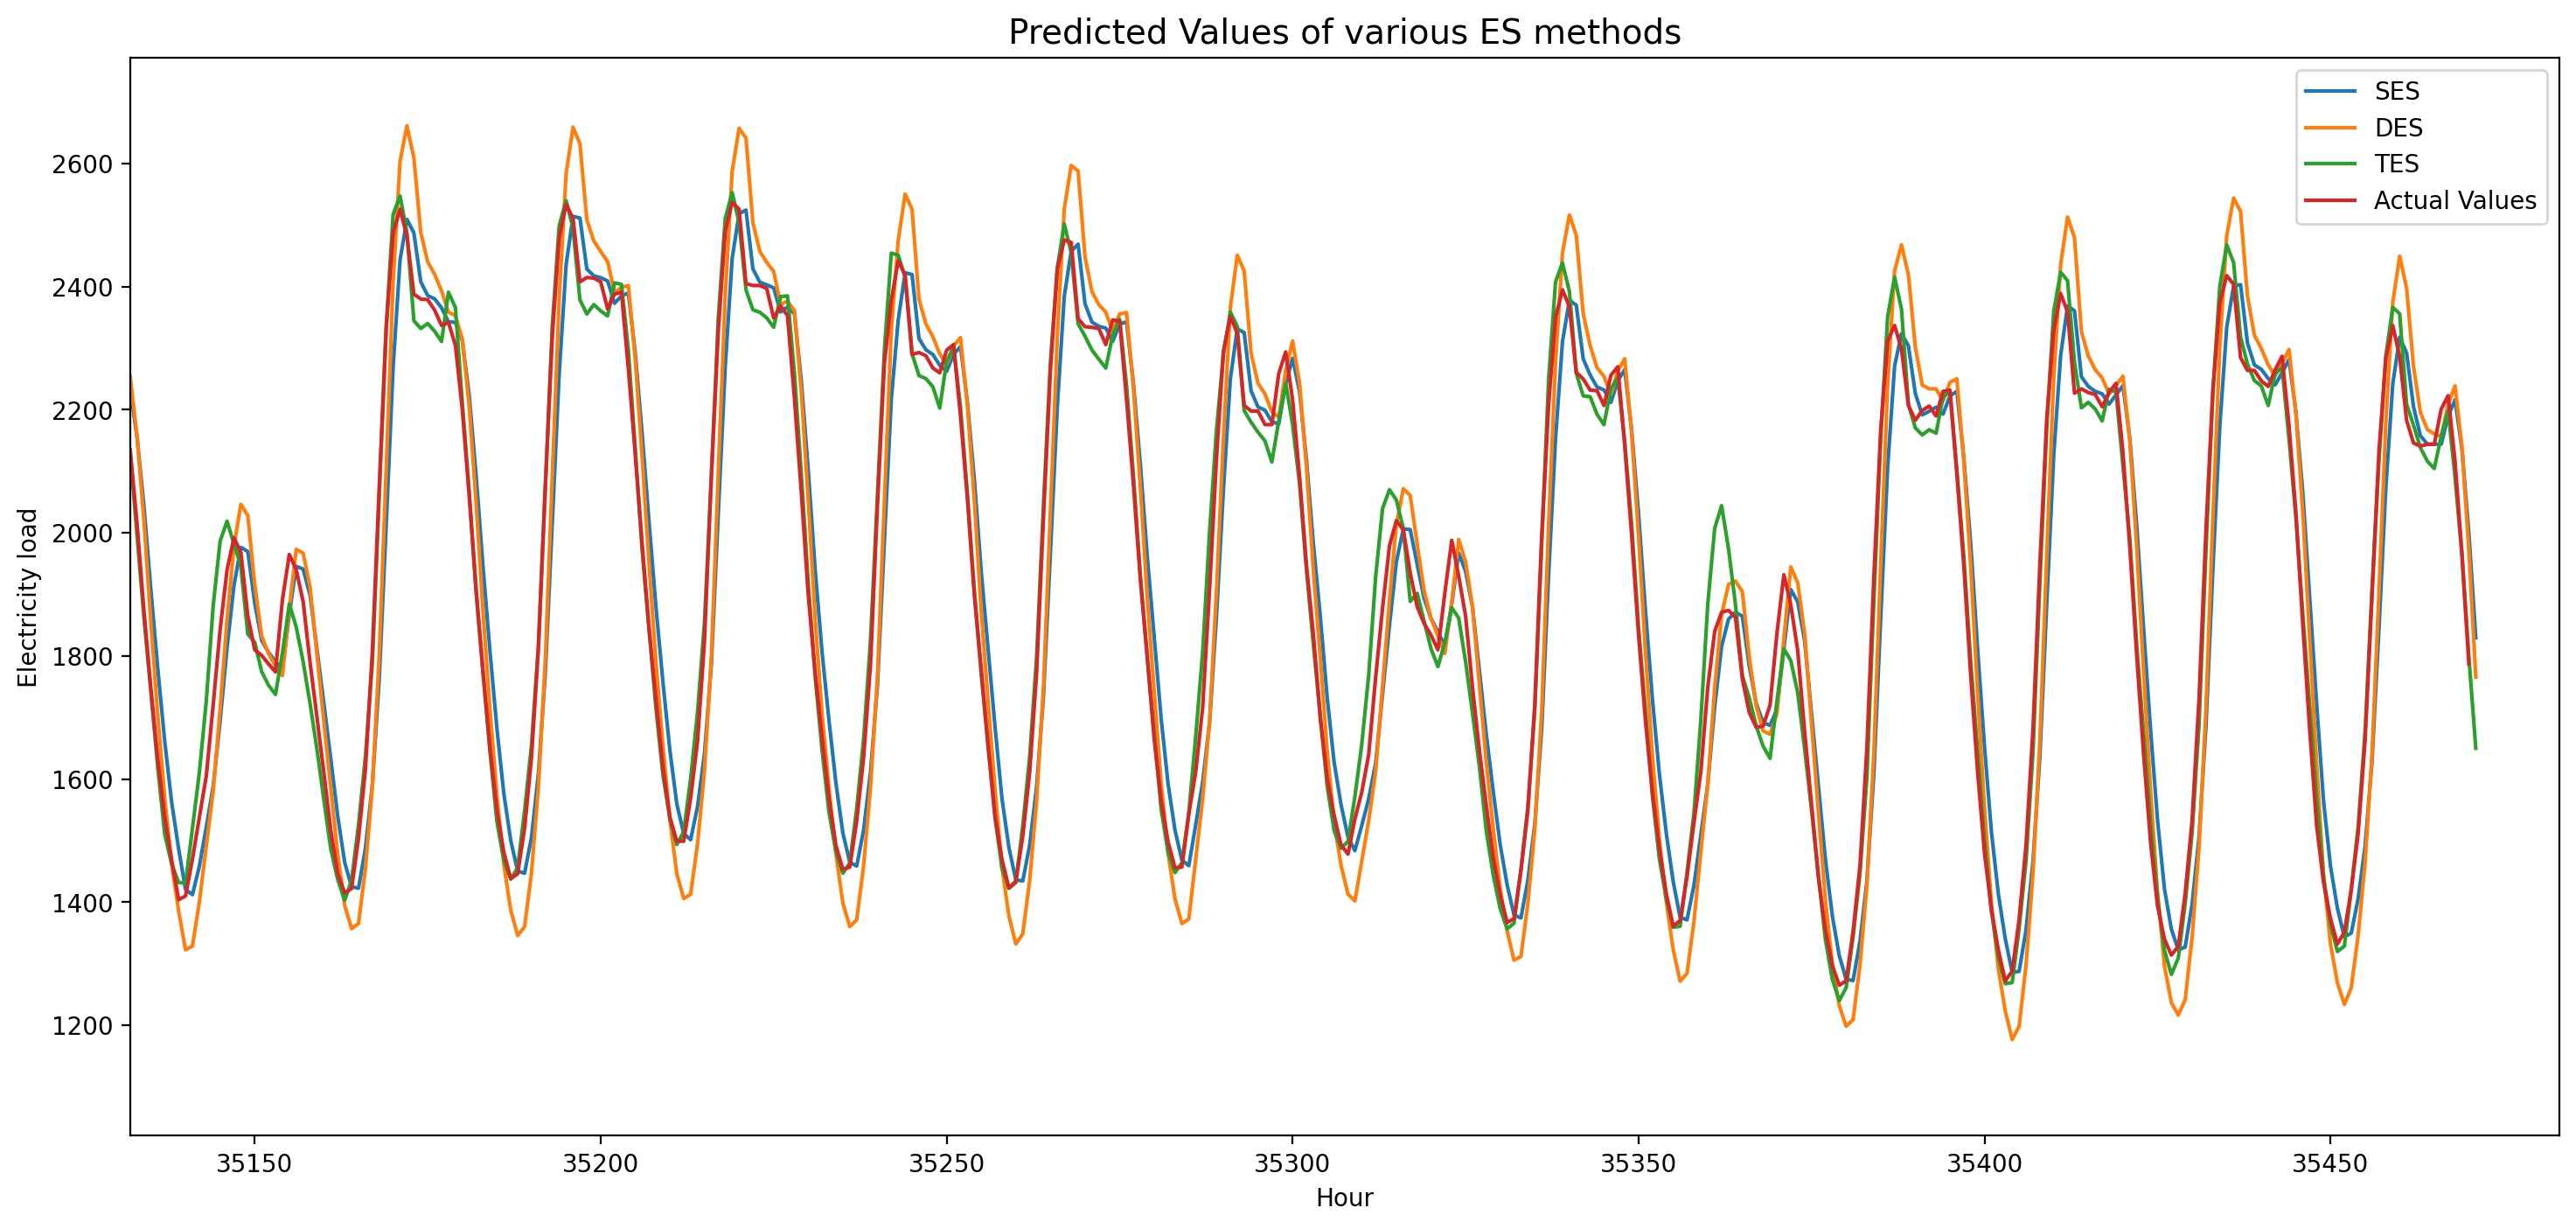 Predicted Values of various ES methods
SES
DES
TES
Actual Values
2600
2400
2200
2000
1800
1600
1400
1200
Electricity load
35150 35200 35250 35300 35350 35400 35450
Hour